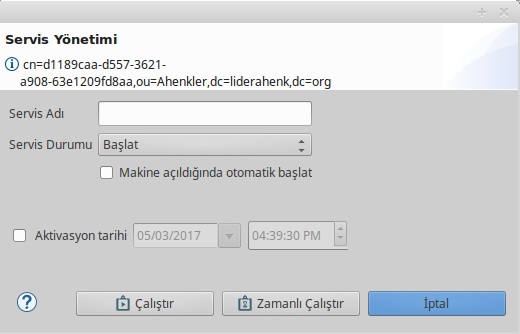 Servis Yönetimi
cn=d1189caa-d557-3621-
a908-63e1209fd8aa,ou=Ahenkler,dc=liderahenk,dc=org
Servis Adı
Servis Durumu Başlat
Makine açıldığında otomatik başlat
Aktivasyon tarihi 05/03/2017 04:39:30 PM
? Çalıştır Zamanlı Çalıştır İptal